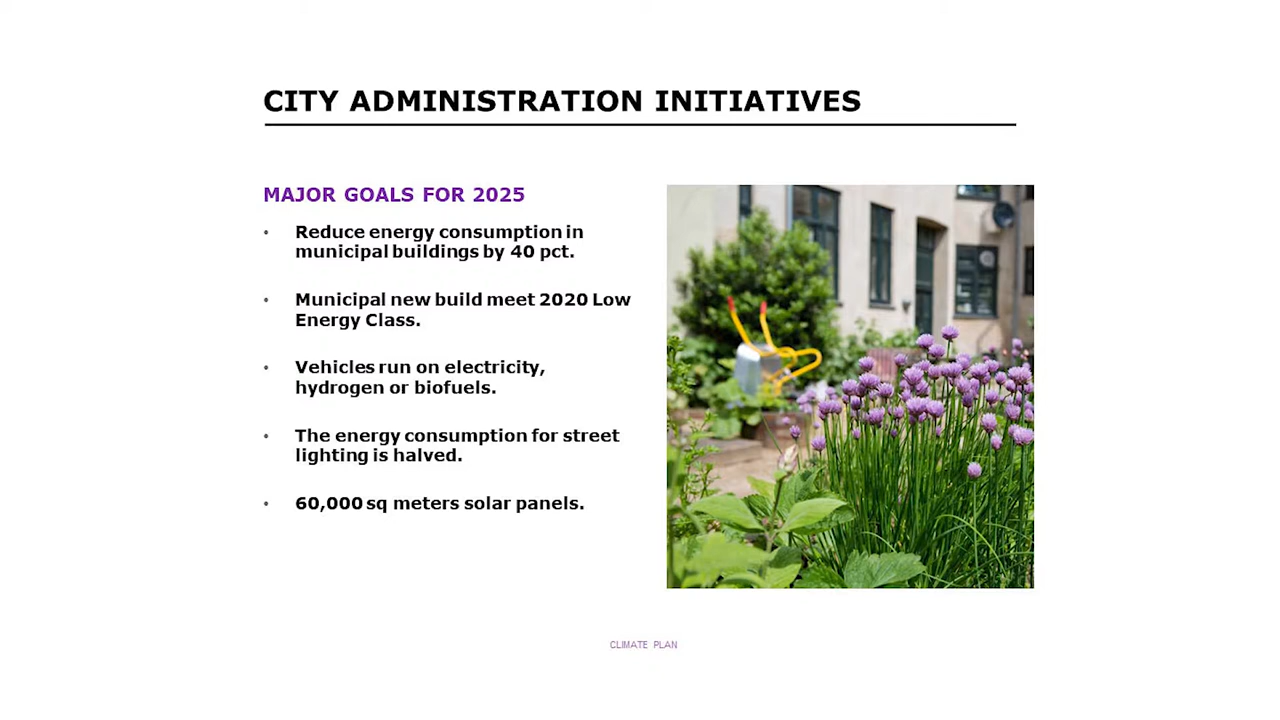 CITY ADMINISTRATION INITIATIVES
MAJOR GOALS FOR 2025
• Reduce energy consumption in
municipal buildings by 40 pct.
• Municipal new build meet 2020 Low
Energy Class.
• Vehicles run on electricity,
hydrogen or biofuels.
• The energy consumption for street
lighting is halved.
• 60,000 sq meters solar panels.
CLIMATE PLAN